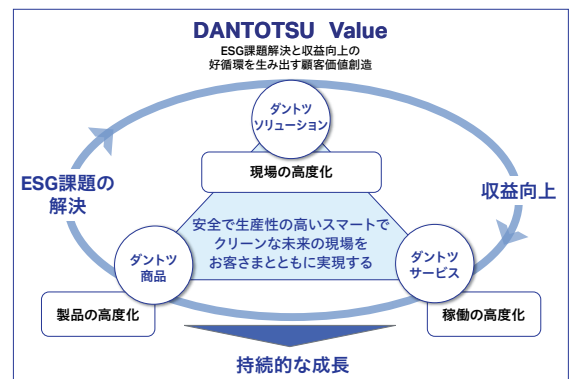 DANTOTSU Value
ESG課題解決と収益向上の
好循環を生み出す顧客価値創造
ダントツ
ソリューション
現場の高度化
ESG課題の
解決
収益向上
安全で生産性の高いスマートで
クリーンな未来の現場を
お客さまとともに実現する
ダントツ
商品
ダントツ
サービス
製品の高度化
稼働の高度化
持続的な成長